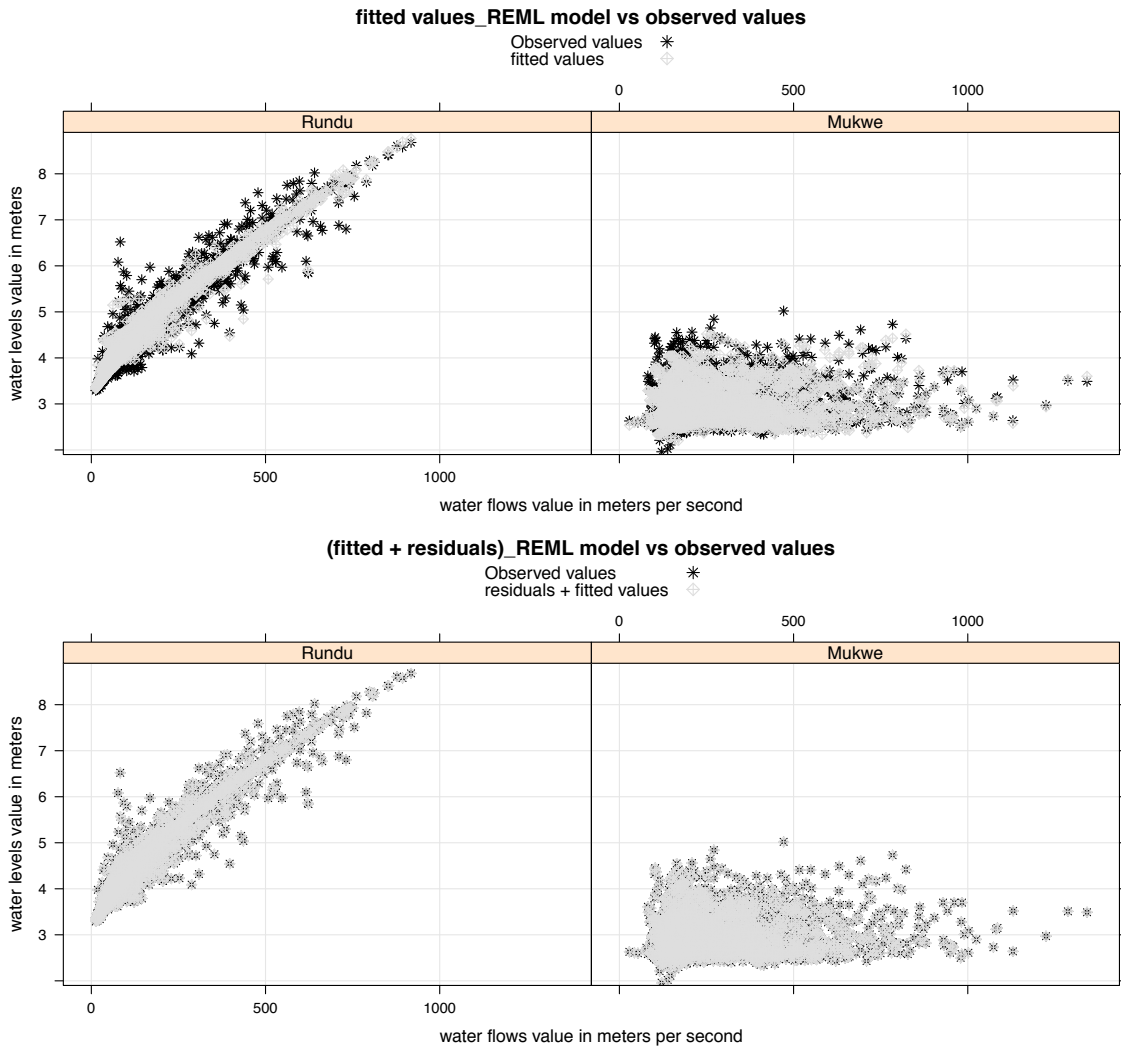 fitted values_REML model vs observed values
Observed values
fitted values
0 500 1000
Rundu Mukwe
8
7
6
5
4
3
water levels value in meters
0 500 1000
water flows value in meters per second
(fitted + residuals)_REML model vs observed values
Observed values
residuals + fitted values
0 500 1000
Rundu Mukwe
8
7
6
5
4
3
water levels value in meters
0 500 1000
water flows value in meters per second